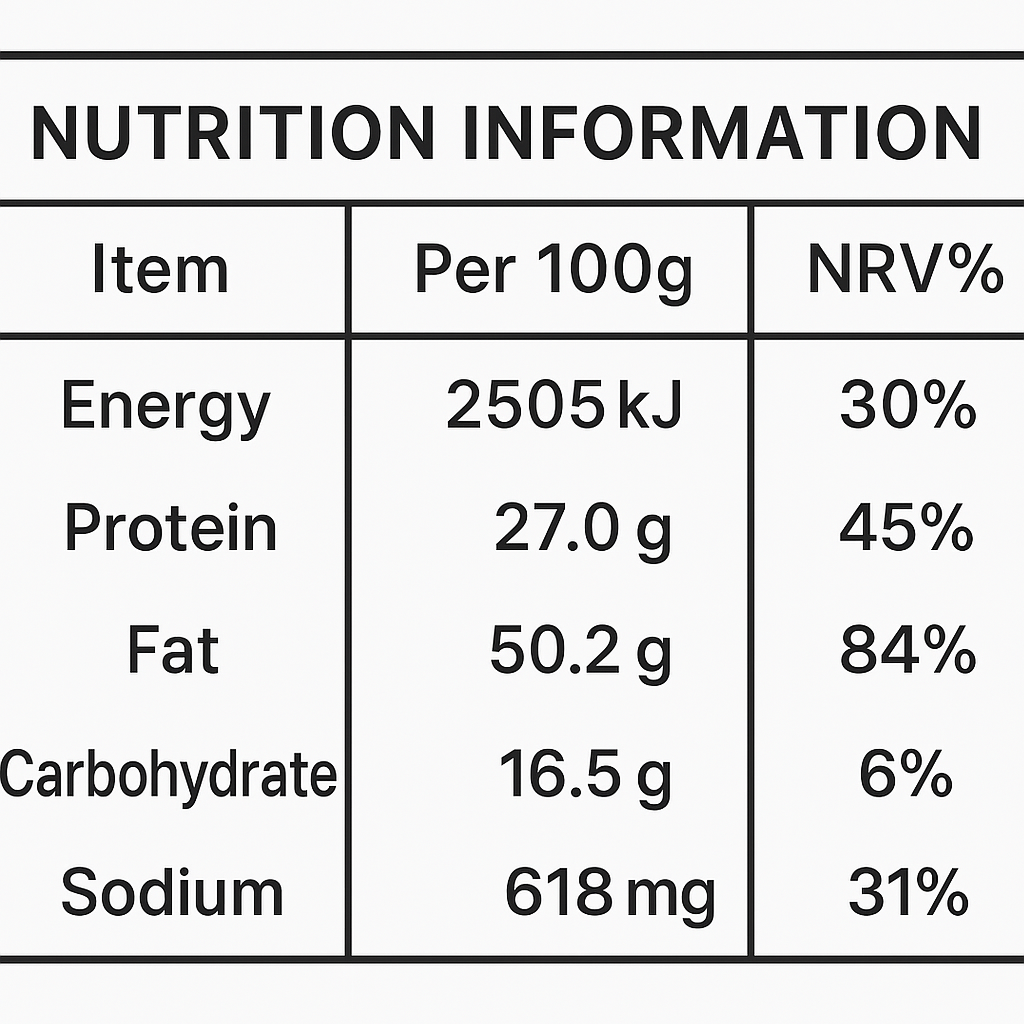 NUTRITION INFORMATION
Item Per 100g NRV%
Energy 2505 kJ 30%
Protein 27.0 g 45%
Fat 50.2 g 84%
Carbohydrate 16.5 g 6%
Sodium 618 mg 31%